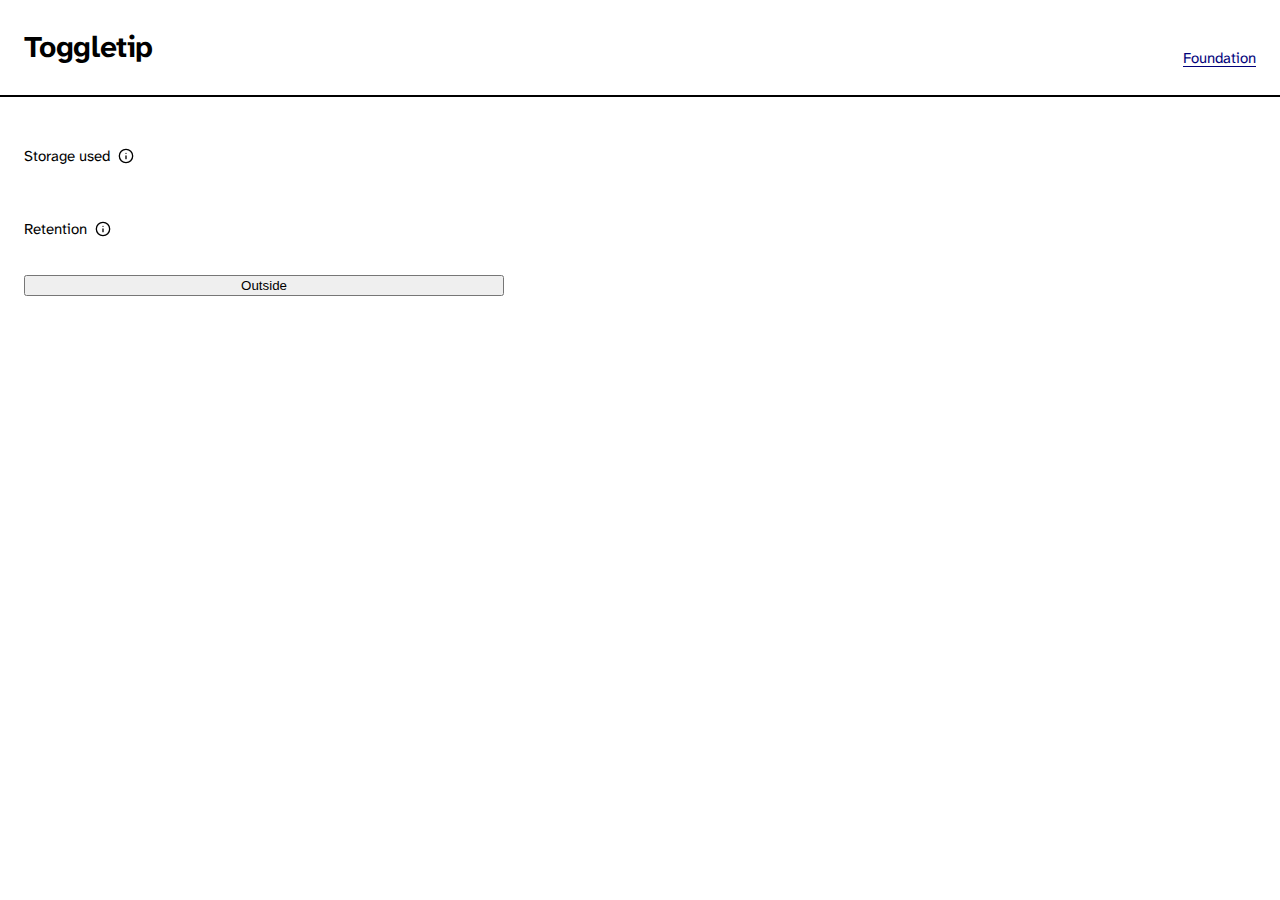 Toggletip
Foundation
Storage used
Retention
Outside